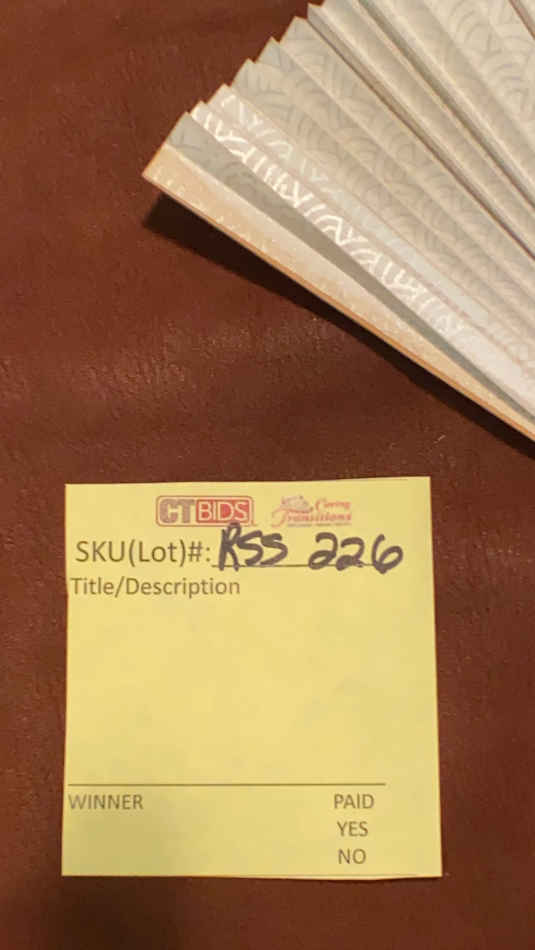 CTBIDS Caring Transitions
SKU(Lot)#: RSS 226
Title/Description
WINNER PAID
YES
NO